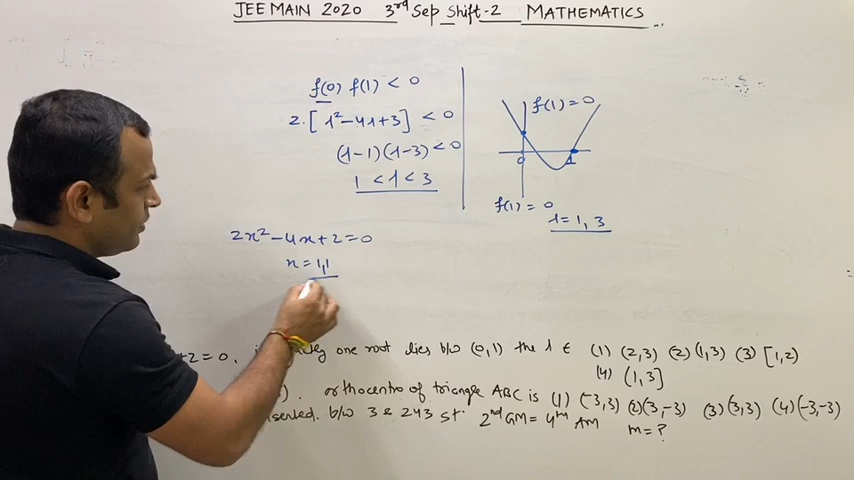 JEE MAIN 2020 3rd Sep Shift-2 MATHEMATICS
f(0) f(1) < 0
2.[λ²-4λ+3] < 0
(λ-1)(λ-3) < 0
1 < λ < 3
2x²-4x+2=0
x = 1,1
f(1) = 0
0
1
f(1) = 0
λ = 1, 3
+2=0, one root lies b/w (0,1) the λ ∈ (1) (2,3) (2) (1,3) (3) [1,2)
(4) (1,3]
). orthocentro of triangle ABC is (1) (-3,3) (2) (3,-3) (3) (3,3) (4) (-3,-3)
inserted. b/w 3 & 243 s.t. 2nd GM = 4th AM m = ?